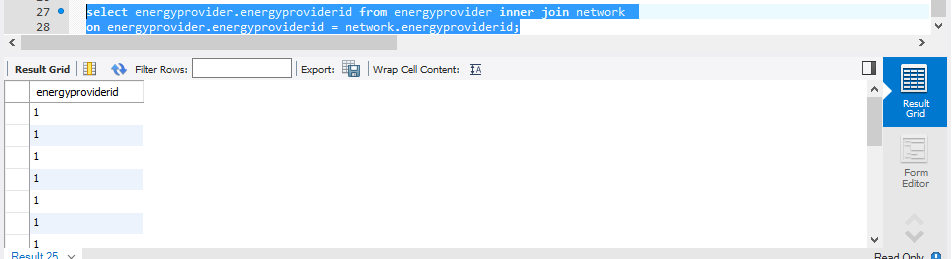 27 select energyprovider.energyproviderid from energyprovider inner join network
28 on energyprovider.energyproviderid = network.energyproviderid;
Result Grid Filter Rows: Export: Wrap Cell Content: IA
energyproviderid
1
1
1
1
1
1
1
Result Grid
Form Editor
Result 25
Read Only